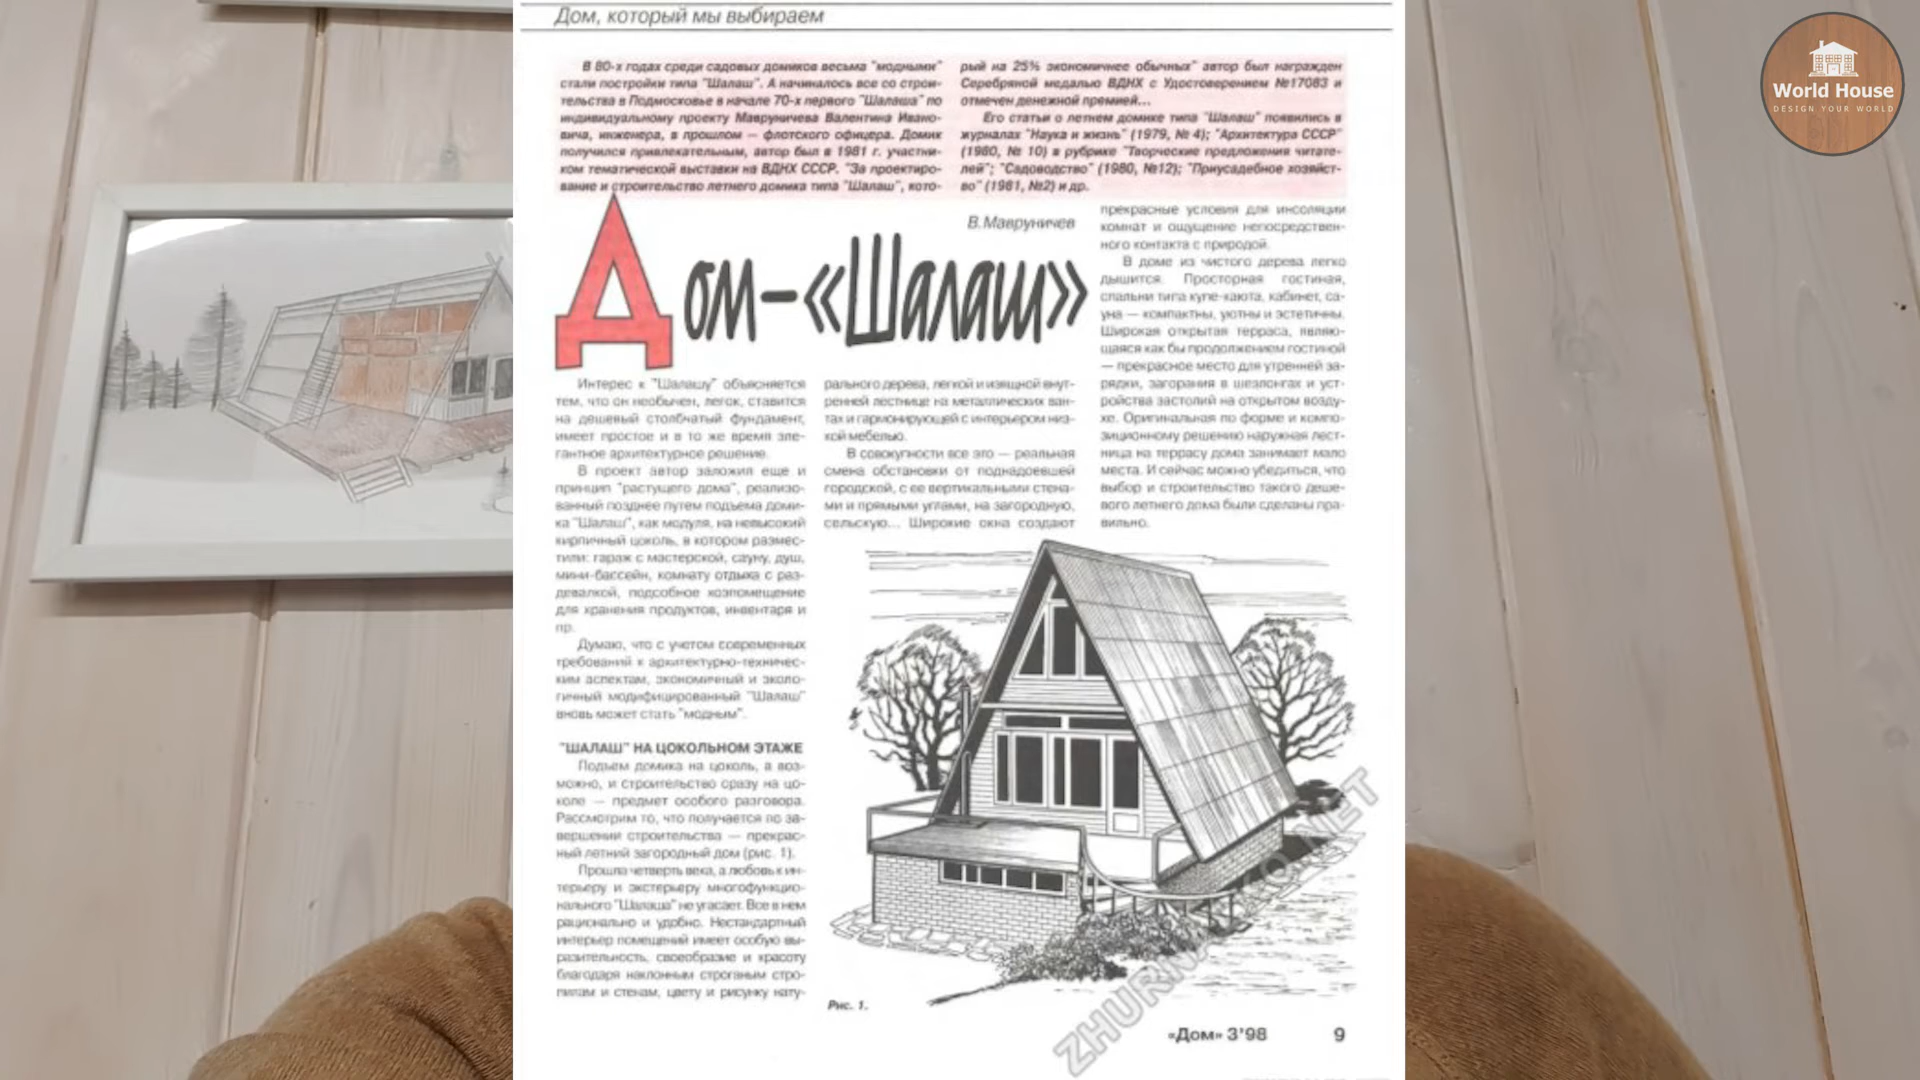 Дом, который мы выбираем
В 80-х годах среди садовых домиков весьма "модными"
стали постройки типа "Шалаш". А начиналось все со строи-
тельства в Подмосковье в начале 70-х первого "Шалаша" по
индивидуальному проекту Мавруничева Валентина Ивано-
вича, инженера, в прошлом — флотского офицера. Домик
получился привлекательным, автор был в 1981 г. участни-
ком тематической выставки на ВДНХ СССР. "За проектиро-
вание и строительство летнего домика типа "Шалаш", кото-
рый на 25% экономичнее обычных" автор был награжден
Серебряной медалью ВДНХ с Удостоверением №17083 и
отмечен денежной премией...
Его статьи о летнем домике типа "Шалаш" появились в
журналах "Наука и жизнь" (1979, № 4); "Архитектура СССР"
(1980, № 10) в рубрике "Творческие предложения читате-
лей"; "Садоводство" (1980, №12); "Приусадебное хозяйст-
во" (1981, №2) и др.
В.Мавруничев
Дом-«Шалаш»
Интерес к "Шалашу" объясняется
тем, что он необычен, легок, ставится
на дешевый столбчатый фундамент,
имеет простое и в то же время эле-
гантное архитектурное решение.
В проект автор заложил еще и
принцип "растущего дома", реализо-
ванный позднее путем подъема доми-
ка "Шалаш", как модуля, на невысокий
кирпичный цоколь, в котором размес-
тили: гараж с мастерской, сауну, душ,
мини-бассейн, комнату отдыха с раз-
девалкой, подсобное хозпомещение
для хранения продуктов, инвентаря и
пр.
Думаю, что с учетом современных
требований к архитектурно-техничес-
ким аспектам, экономичный и эколо-
гичный модифицированный "Шалаш"
вновь может стать "модным".
"ШАЛАШ" НА ЦОКОЛЬНОМ ЭТАЖЕ
Подъем домика на цоколь, а воз-
можно, и строительство сразу на цо-
коле — предмет особого разговора.
Рассмотрим то, что получается по за-
вершении строительства — прекрас-
ный летний загородный дом (рис. 1).
Прошла четверть века, а любовь к ин-
терьеру и экстерьеру многофункцио-
нального "Шалаша" не угасает. Все в нем
рационально и удобно. Нестандартный
интерьер помещений имеет особую вы-
разительность, своеобразие и красоту
благодаря наклонным строганым стро-
пилам и стенам, цвету и рисунку нату-
рального дерева, легкой и изящной внут-
ренней лестнице на металлических ван-
тах и гармонирующей с интерьером низ-
кой мебелью.
В совокупности все это — реальная
смена обстановки от поднадоевшей
городской, с ее вертикальными стена-
ми и прямыми углами, на загородную,
сельскую... Широкие окна создают
прекрасные условия для инсоляции
комнат и ощущение непосредствен-
ного контакта с природой.
В доме из чистого дерева легко
дышится. Просторная гостиная,
спальни типа купе-каюта, кабинет, са-
уна — компактны, уютны и эстетичны.
Широкая открытая терраса, являю-
щаяся как бы продолжением гостиной
— прекрасное место для утренней за-
рядки, загорания в шезлонгах и уст-
ройства застолий на открытом возду-
хе. Оригинальная по форме и компо-
зиционному решению наружная лест-
ница на террасу дома занимает мало
места. И сейчас можно убедиться, что
выбор и строительство такого деше-
вого летнего дома были сделаны пра-
вильно.
Рис. 1.
«Дом» 3'98
9
World House
DESIGN YOUR WORLD